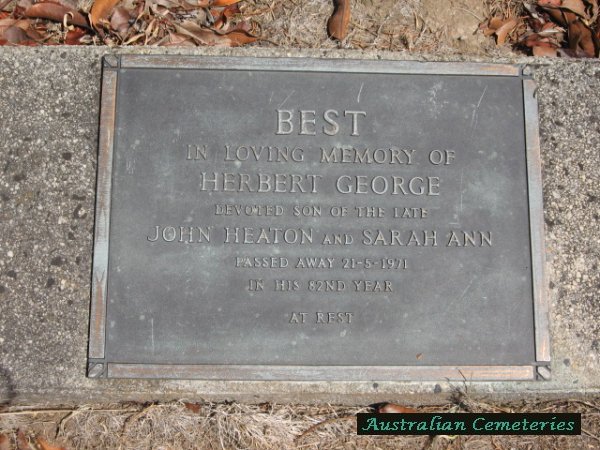 BEST
IN LOVING MEMORY OF
HERBERT GEORGE
DEVOTED SON OF THE LATE
JOHN HEATON AND SARAH ANN
PASSED AWAY 21-5-1971
IN HIS 82ND YEAR
AT REST
Australian Cemeteries